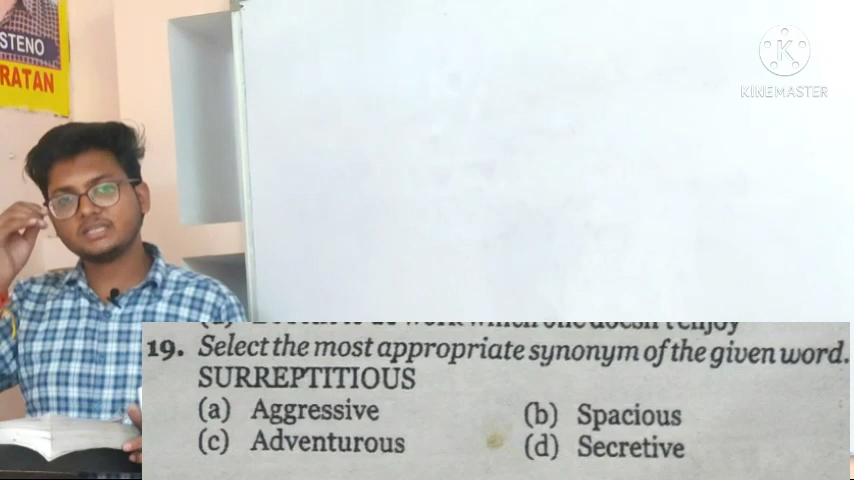 STENO
RATAN
KINEMASTER
19. Select the most appropriate synonym of the given word.
SURREPTITIOUS
(a) Aggressive (b) Spacious
(c) Adventurous (d) Secretive